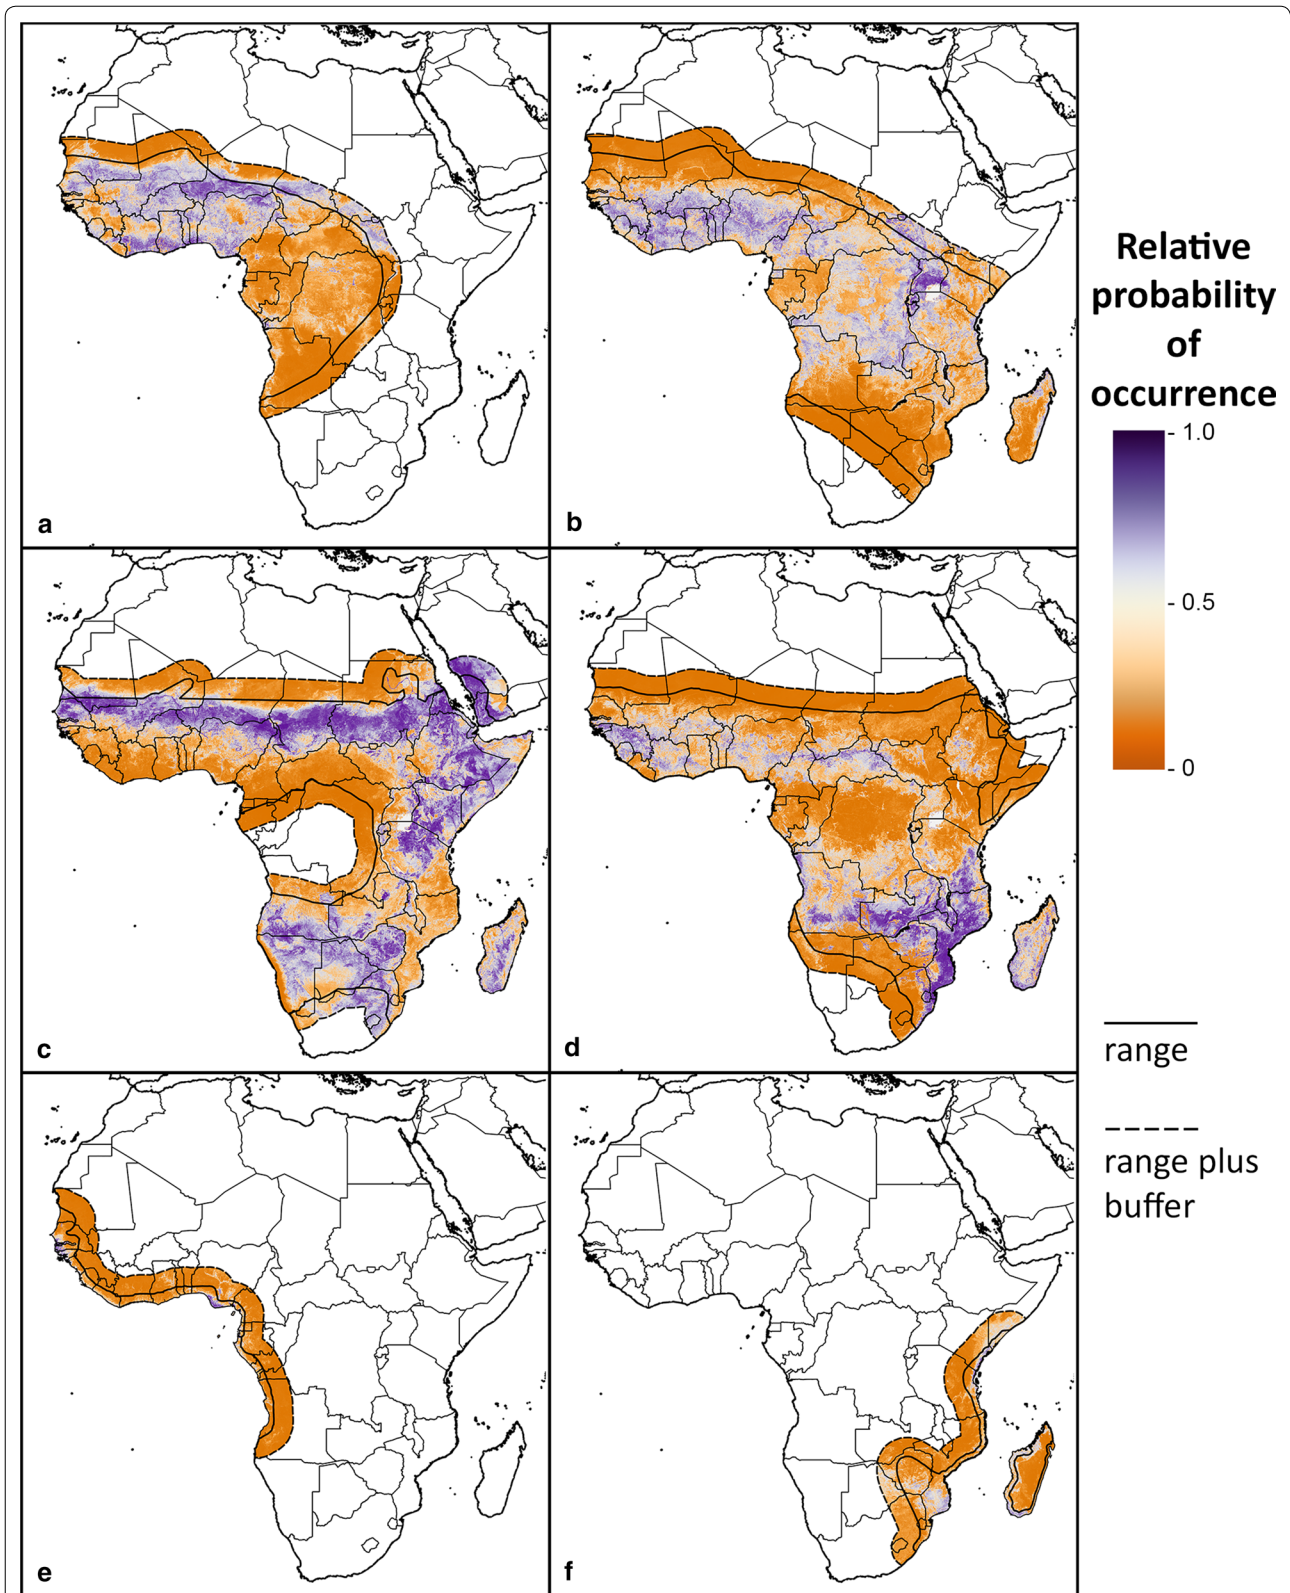 a
b
Relative
probability
of
occurrence
- 1.0
- 0.5
- 0
c
d
range
range plus
buffer
e
f